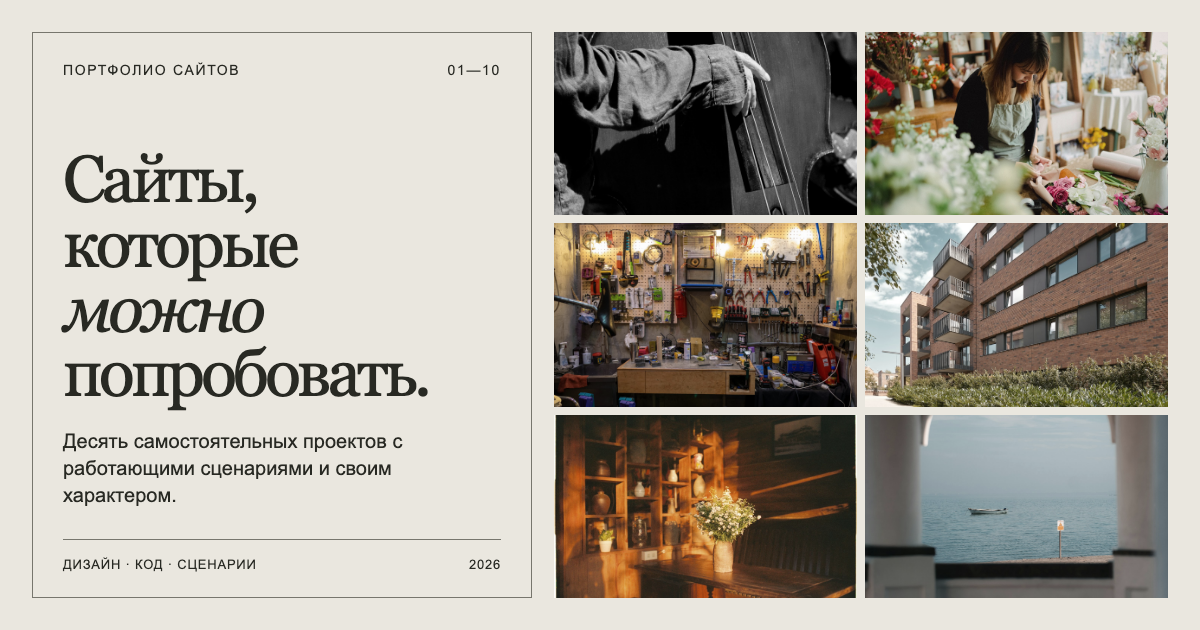 ПОРТФОЛИО САЙТОВ
01—10
Сайты,
которые
можно
попробовать.
Десять самостоятельных проектов с
работающими сценариями и своим
характером.
ДИЗАЙН · КОД · СЦЕНАРИИ
2026